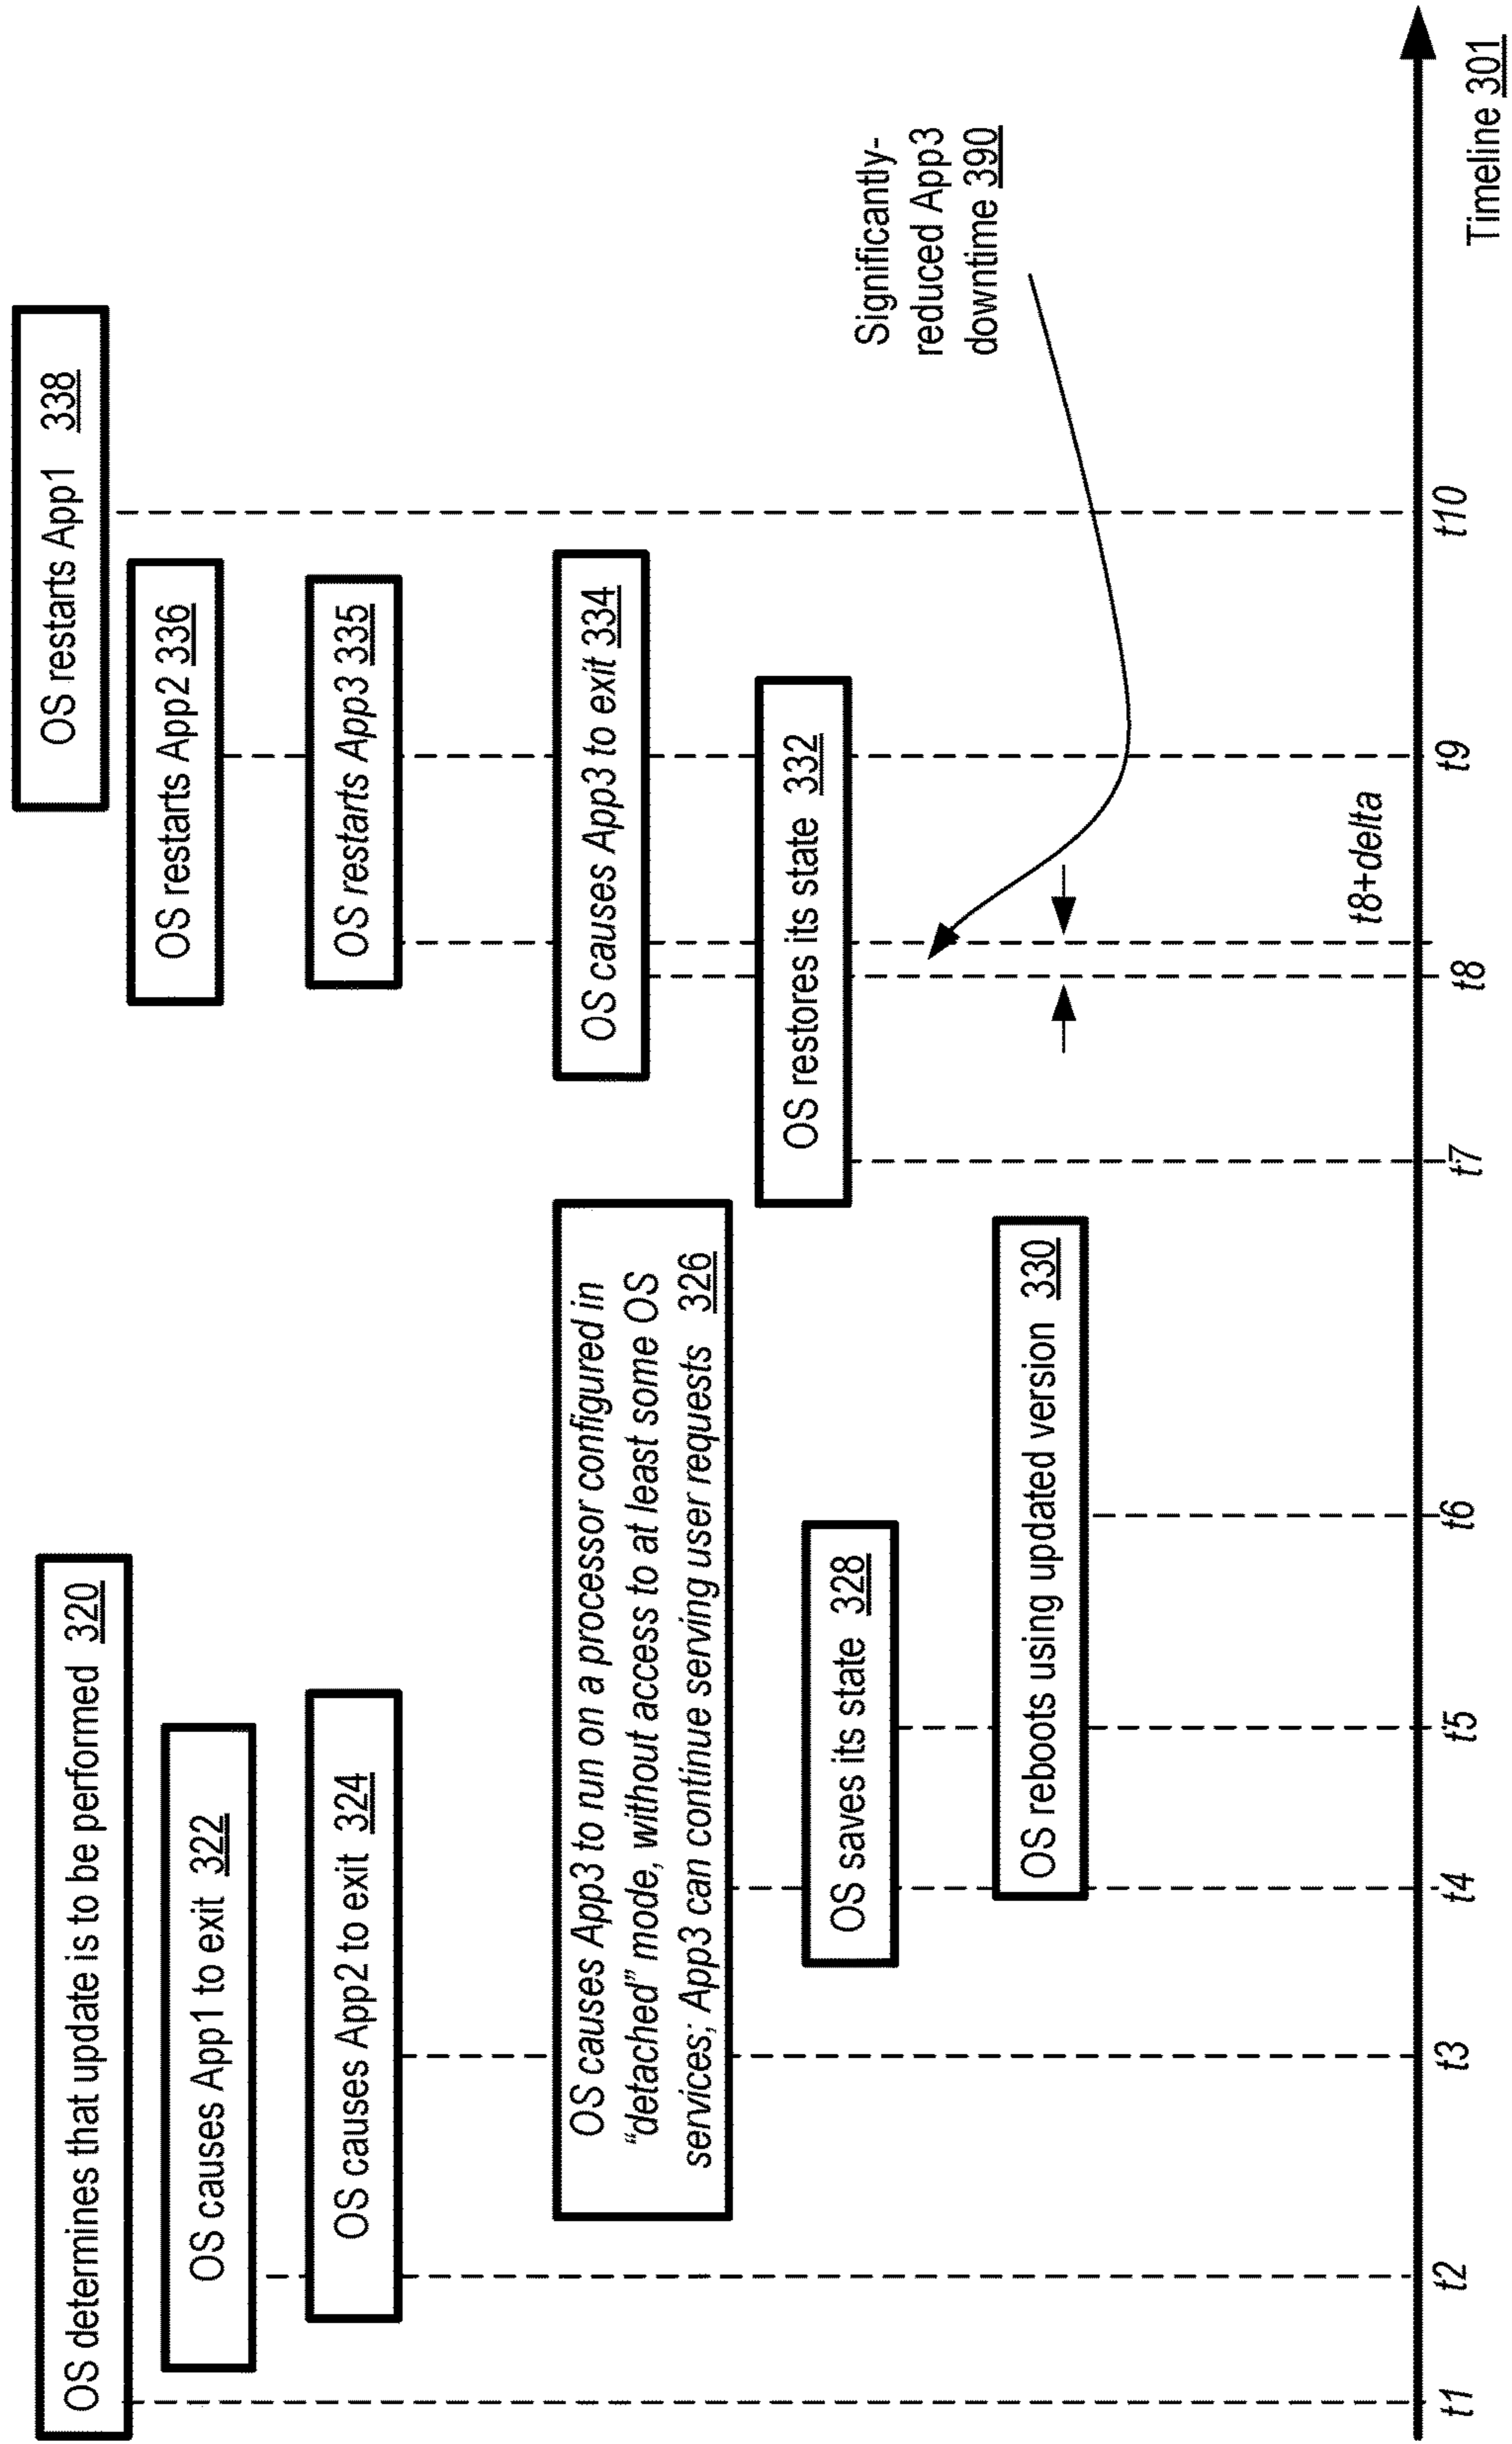 OS determines that update is to be performed 320
OS causes App1 to exit 322
OS causes App2 to exit 324
OS causes App3 to run on a processor configured in
“detached” mode, without access to at least some OS
services; App3 can continue serving user requests 326
OS saves its state 328
OS reboots using updated version 330
OS restarts App1 338
OS restarts App2 336
OS restarts App3 335
OS causes App3 to exit 334
OS restores its state 332
Significantly-
reduced App3
downtime 390
t1
t2
t3
t4
t5
t6
t7
t8
t8+delta
t9
t10
Timeline 301